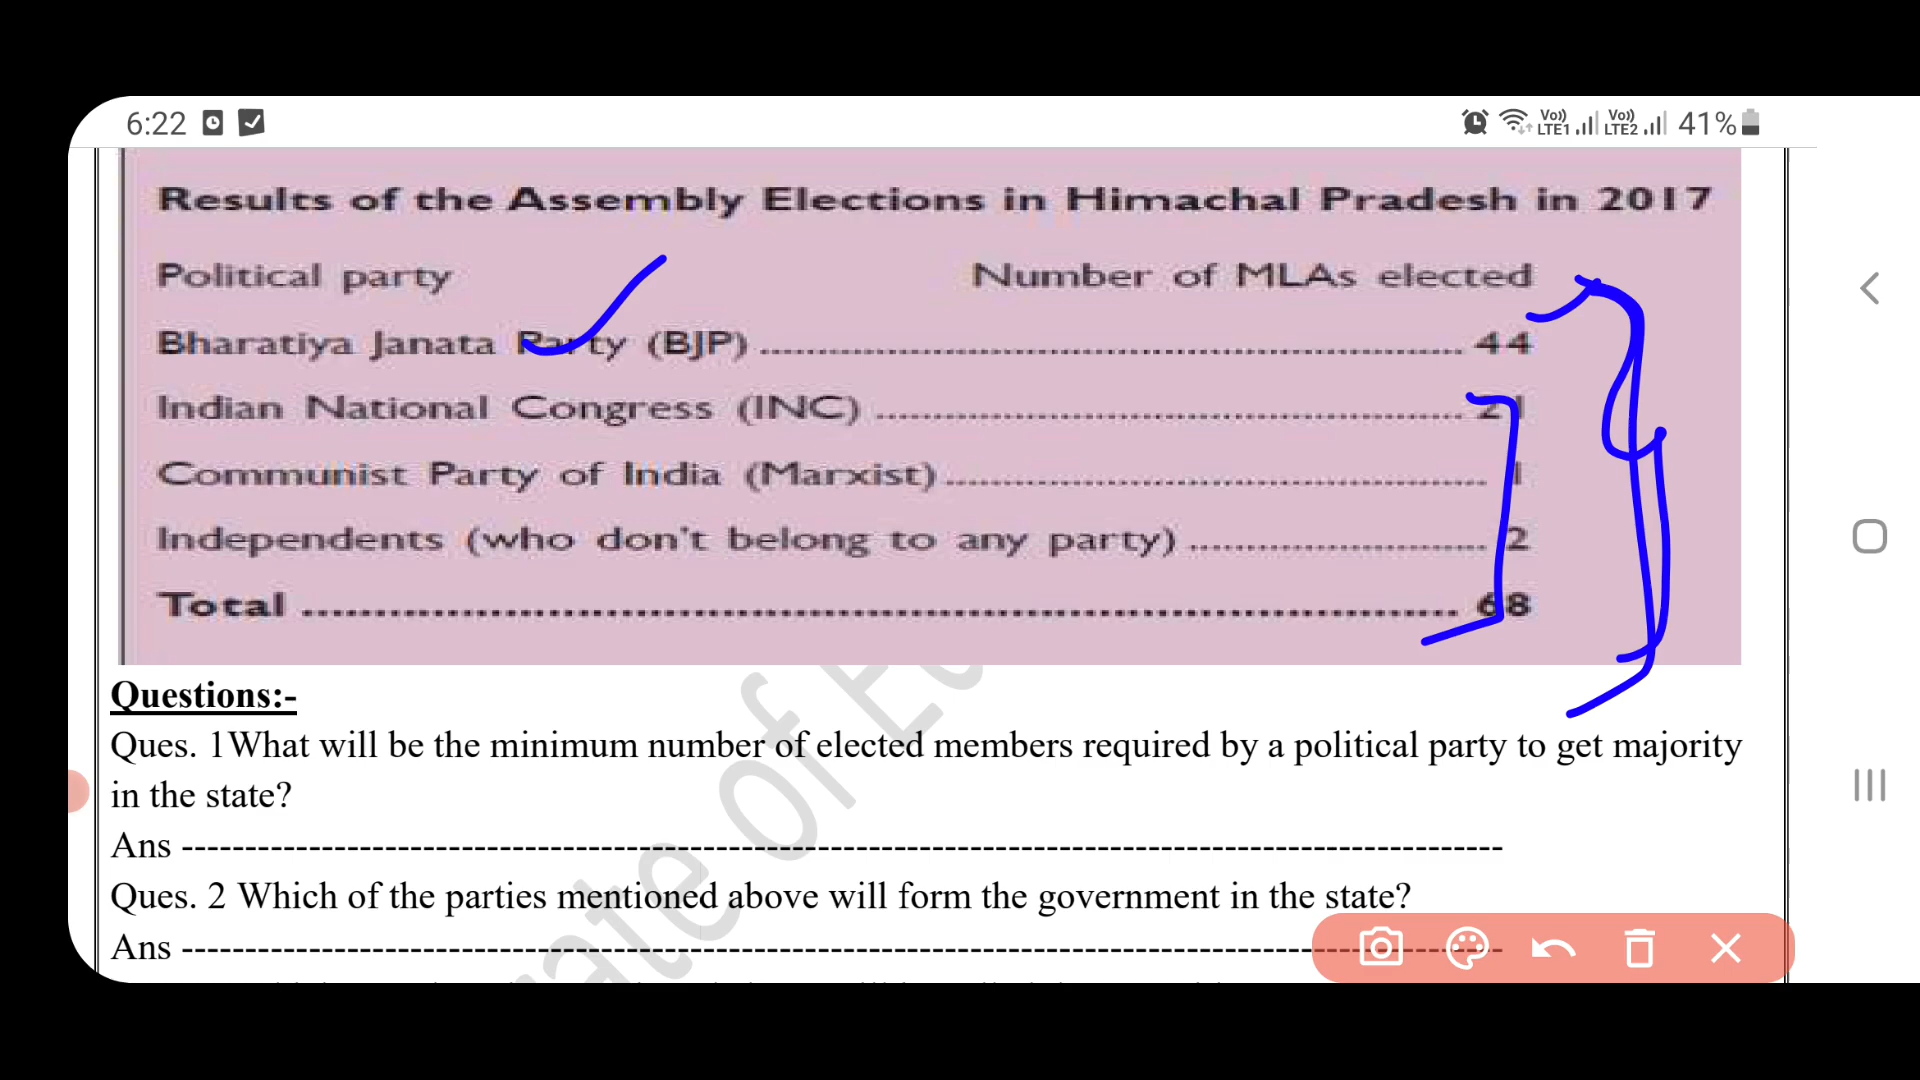 6:22 Vo)) LTE1 Vo)) LTE2 41%
Results of the Assembly Elections in Himachal Pradesh in 2017
Political party Number of MLAs elected
Bharatiya Janata Party (BJP) ........................................ 44
Indian National Congress (INC) ........................................ 21
Communist Party of India (Marxist) ........................................ 1
Independents (who don't belong to any party) ........................................ 2
Total ........................................ 68
Questions:-
Ques. 1What will be the minimum number of elected members required by a political party to get majority
in the state?
Ans ----------------------------------------
Ques. 2 Which of the parties mentioned above will form the government in the state?
Ans ----------------------------------------